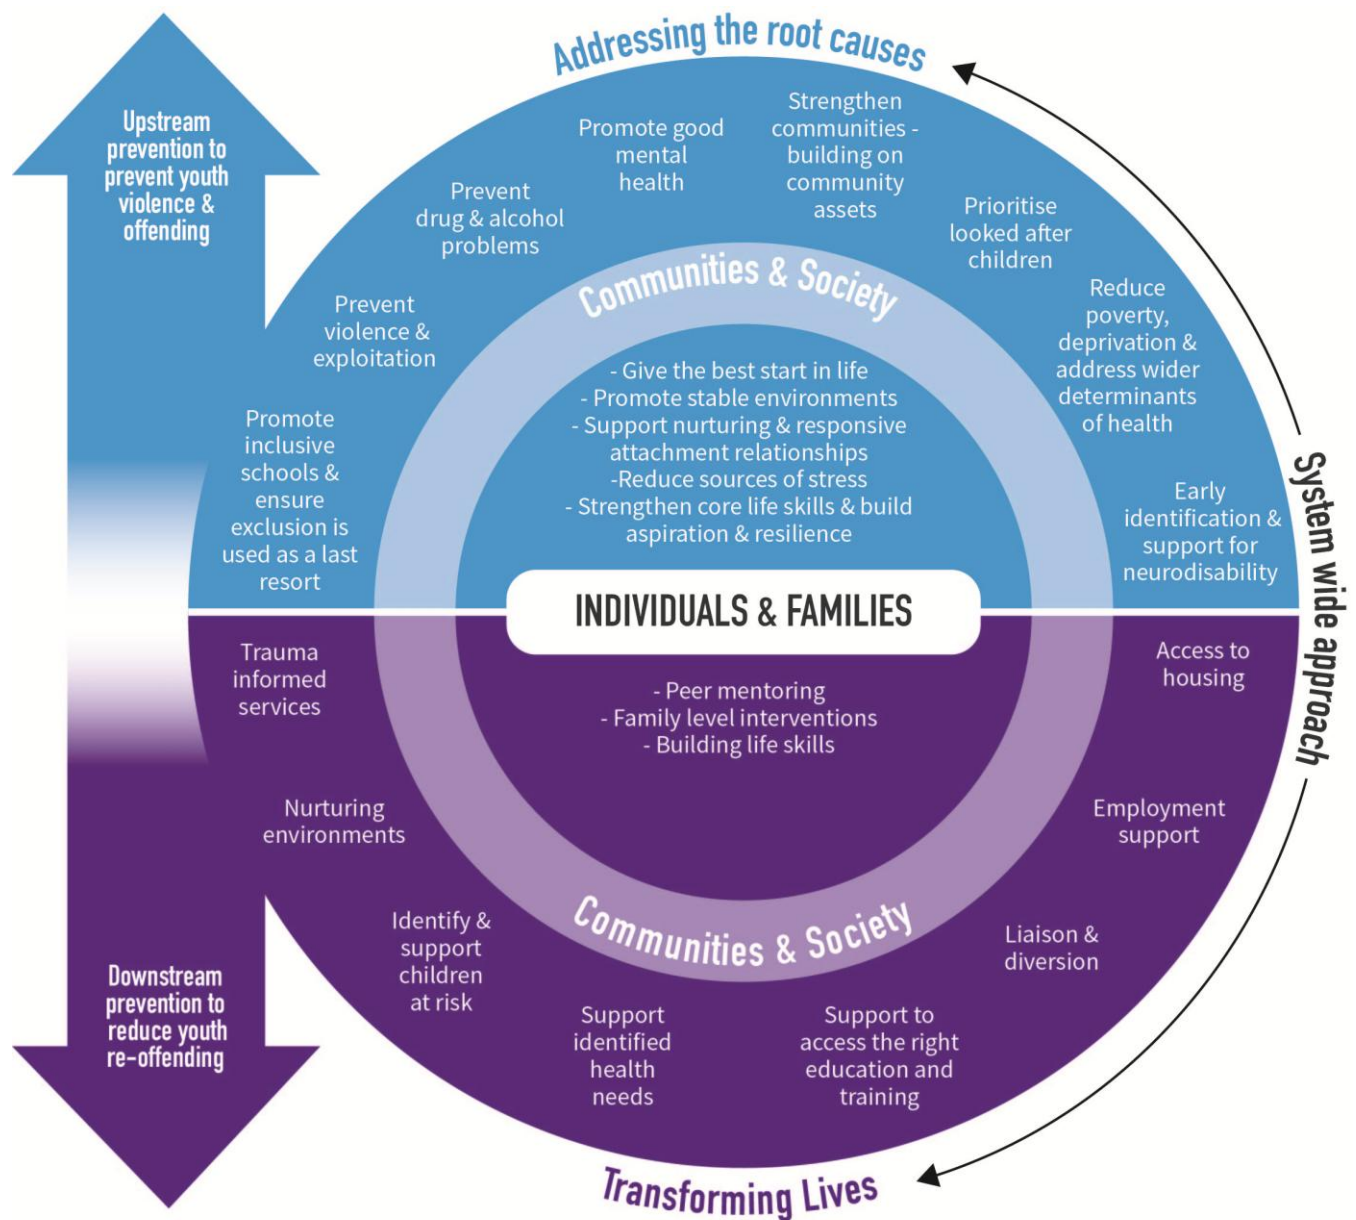 Addressing the root causes
Upstream
prevention to
prevent youth
violence &
offending
Promote
inclusive
schools &
ensure
exclusion is
used as a last
resort
Prevent
violence &
exploitation
Prevent
drug & alcohol
problems
Promote good
mental
health
Strengthen
communities -
building on
community
assets
Prioritise
looked after
children
Reduce
poverty,
deprivation &
address wider
determinants
of health
Early
identification &
support for
neurodisability
Communities & Society
- Give the best start in life
- Promote stable environments
- Support nurturing & responsive
attachment relationships
-Reduce sources of stress
- Strengthen core life skills & build
aspiration & resilience
INDIVIDUALS & FAMILIES
- Peer mentoring
- Family level interventions
- Building life skills
Communities & Society
Trauma
informed
services
Nurturing
environments
Identify &
support
children
at risk
Support
identified
health
needs
Support to
access the right
education and
training
Liaison &
diversion
Employment
support
Access to
housing
System wide approach
Downstream
prevention to
reduce youth
re-offending
Transforming Lives